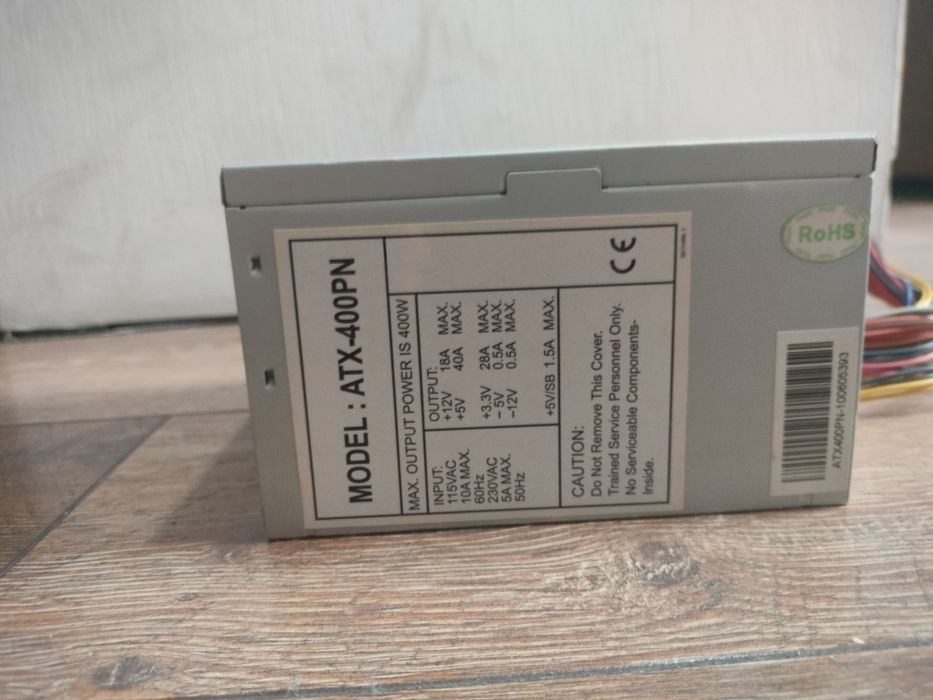 MODEL : ATX-400PN
MAX. OUTPUT POWER IS 400W
INPUT:
115VAC
10A MAX.
60Hz
230VAC
5A MAX.
50Hz
OUTPUT:
+12V 18A MAX.
+5V 40A MAX.
+3.3V 28A MAX.
-5V 0.5A MAX.
-12V 0.5A MAX.
+5V/SB 1.5A MAX.
CAUTION:
Do Not Remove This Cover.
Trained Service Personnel Only.
No Serviceable Components-
Inside.
CE
RoHS
ATX400PN-100605393